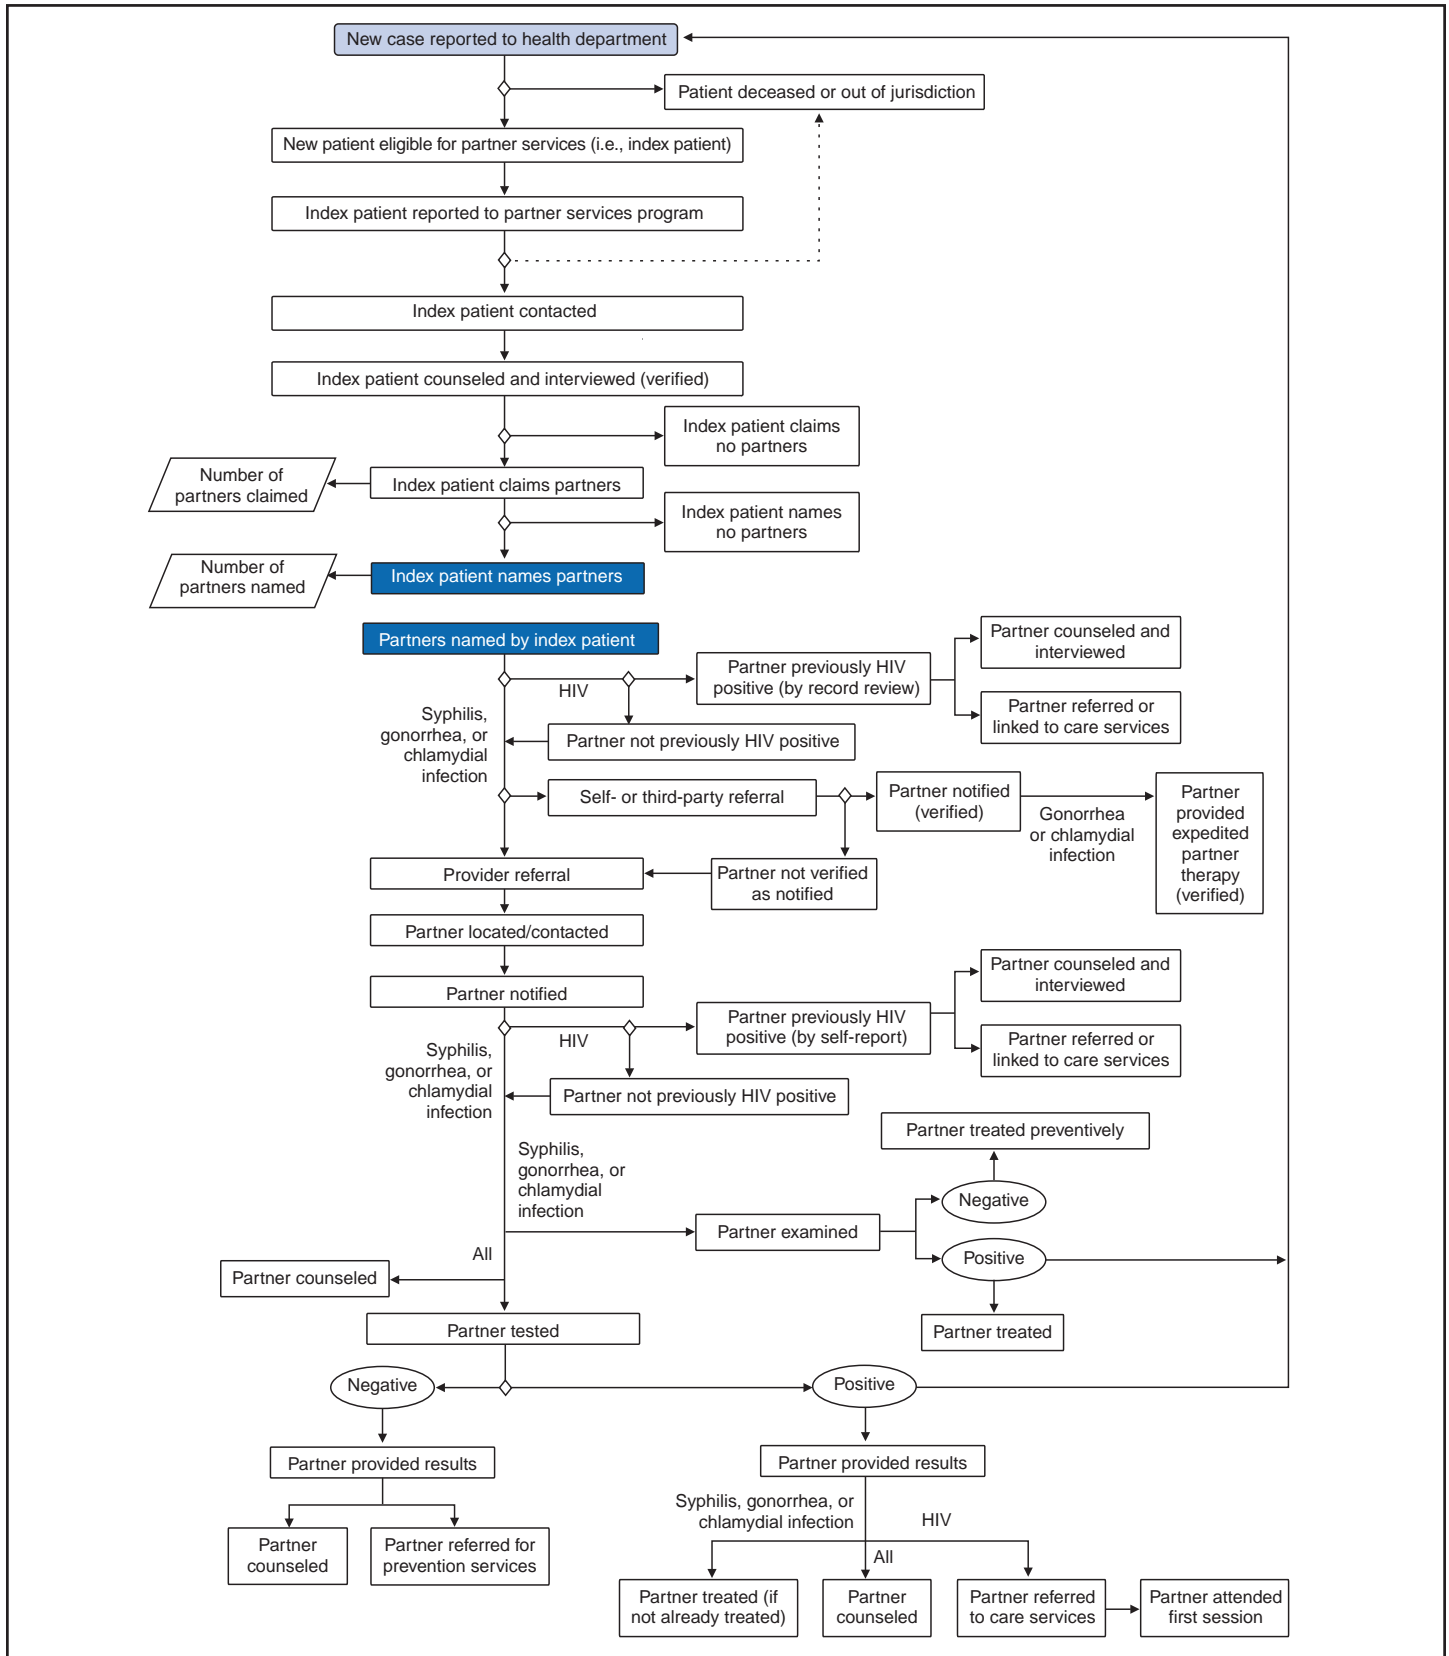 New case reported to health department
Patient deceased or out of jurisdiction
New patient eligible for partner services (i.e., index patient)
Index patient reported to partner services program
Index patient contacted
Index patient counseled and interviewed (verified)
Index patient claims
no partners
Number of
partners claimed
Index patient claims partners
Index patient names
no partners
Number of
partners named
Index patient names partners
Partners named by index patient
Partner counseled and
interviewed
HIV
Partner previously HIV
positive (by record review)
Partner referred or
linked to care services
Syphilis,
gonorrhea, or
chlamydial
infection
Partner not previously HIV positive
Self- or third-party referral
Partner notified
(verified)
Gonorrhea
or chlamydial
infection
Partner
provided
expedited
partner
therapy
(verified)
Provider referral
Partner not verified
as notified
Partner located/contacted
Partner notified
Partner counseled and
interviewed
HIV
Partner previously HIV
positive (by self-report)
Partner referred or
linked to care services
Syphilis,
gonorrhea, or
chlamydial
infection
Partner not previously HIV positive
Partner treated preventively
Syphilis,
gonorrhea, or
chlamydial
infection
Negative
Partner examined
Positive
All
Partner counseled
Partner treated
Partner tested
Negative
Positive
Partner provided results
Partner provided results
Partner
counseled
Partner referred for
prevention services
Syphilis, gonorrhea, or
chlamydial infection
HIV
All
Partner treated (if
not already treated)
Partner
counseled
Partner referred
to care services
Partner attended
first session